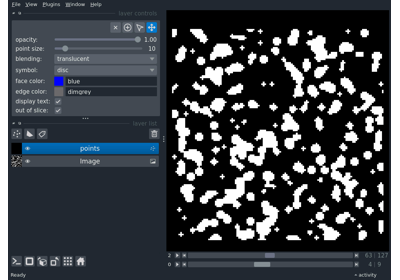 File View Plugins Window Help
layer controls
opacity: 1.00
point size: 10
blending: translucent
symbol: disc
face color: blue
edge color: dimgrey
display text:
out of slice:
layer list
points
Image
2 63 127
0 4 9
Ready activity